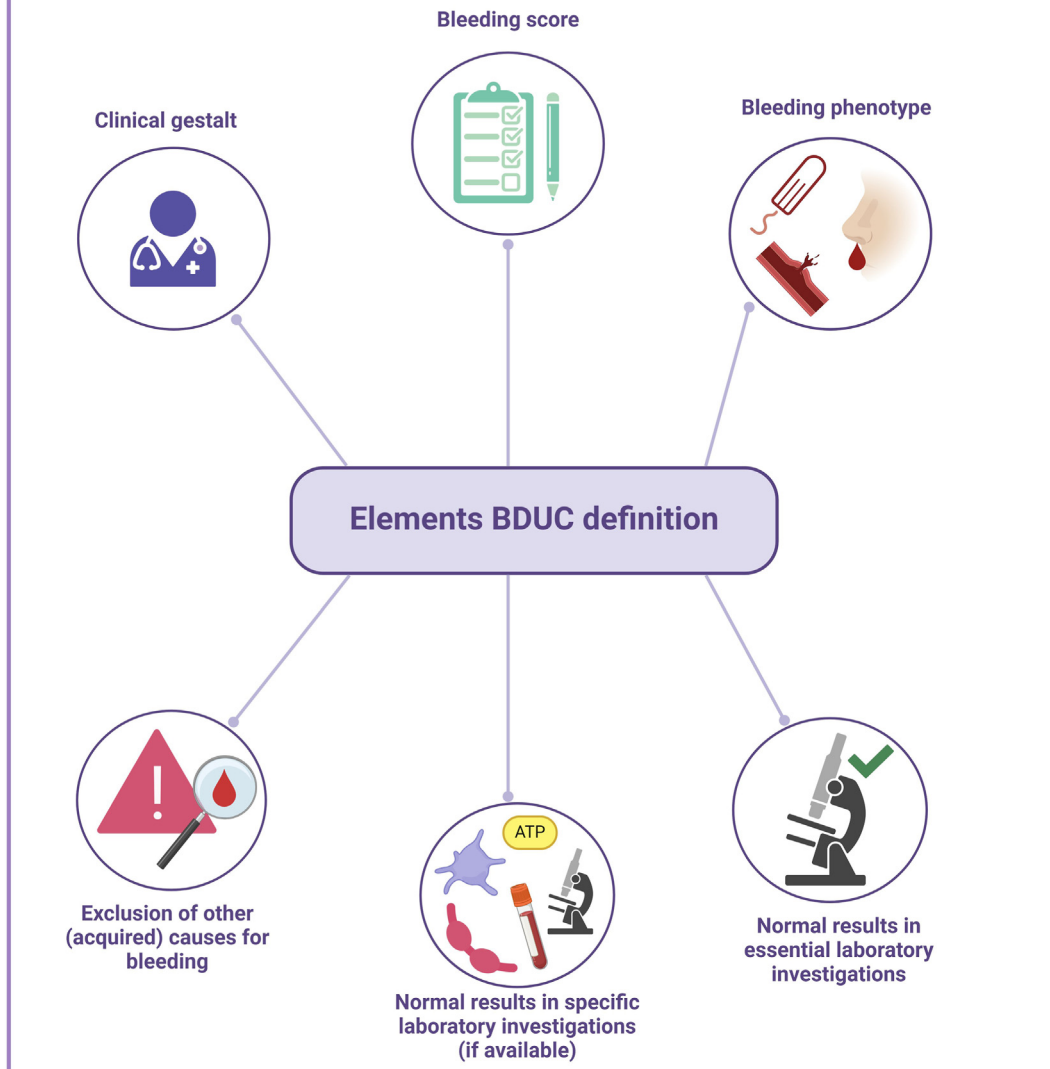 Bleeding score
Clinical gestalt
Bleeding phenotype
Elements BDUC definition
ATP
Exclusion of other
(acquired) causes for
bleeding
Normal results in specific
laboratory investigations
(if available)
Normal results in
essential laboratory
investigations